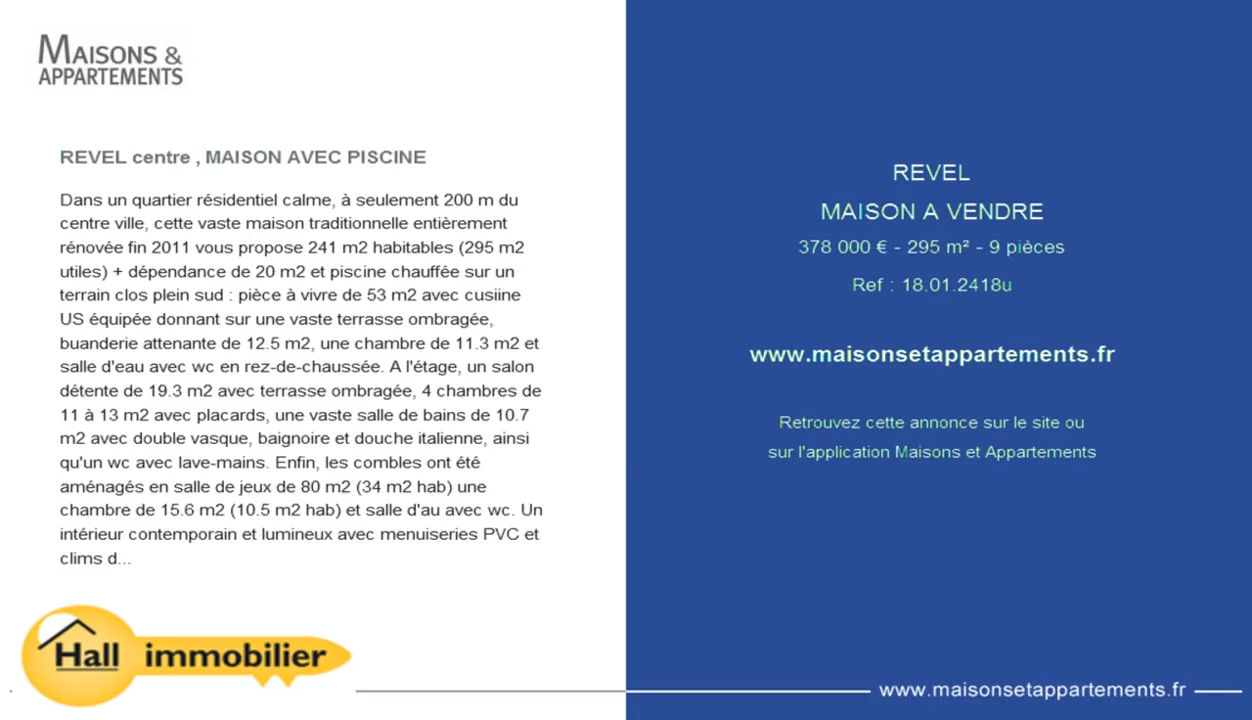 MAISONS &
APPARTEMENTS
REVEL centre , MAISON AVEC PISCINE
Dans un quartier résidentiel calme, à seulement 200 m du
centre ville, cette vaste maison traditionnelle entièrement
rénovée fin 2011 vous propose 241 m2 habitables (295 m2
utiles) + dépendance de 20 m2 et piscine chauffée sur un
terrain clos plein sud : pièce à vivre de 53 m2 avec cusiine
US équipée donnant sur une vaste terrasse ombragée,
buanderie attenante de 12.5 m2, une chambre de 11.3 m2 et
salle d'eau avec wc en rez-de-chaussée. A l'étage, un salon
détente de 19.3 m2 avec terrasse ombragée, 4 chambres de
11 à 13 m2 avec placards, une vaste salle de bains de 10.7
m2 avec double vasque, baignoire et douche italienne, ainsi
qu'un wc avec lave-mains. Enfin, les combles ont été
aménagés en salle de jeux de 80 m2 (34 m2 hab) une
chambre de 15.6 m2 (10.5 m2 hab) et salle d'au avec wc. Un
intérieur contemporain et lumineux avec menuiseries PVC et
clims d...
Hall immobilier
REVEL
MAISON A VENDRE
378 000 € - 295 m² - 9 pièces
Ref : 18.01.2418u
www.maisonsetappartements.fr
Retrouvez cette annonce sur le site ou
sur l'application Maisons et Appartements
www.maisonsetappartements.fr